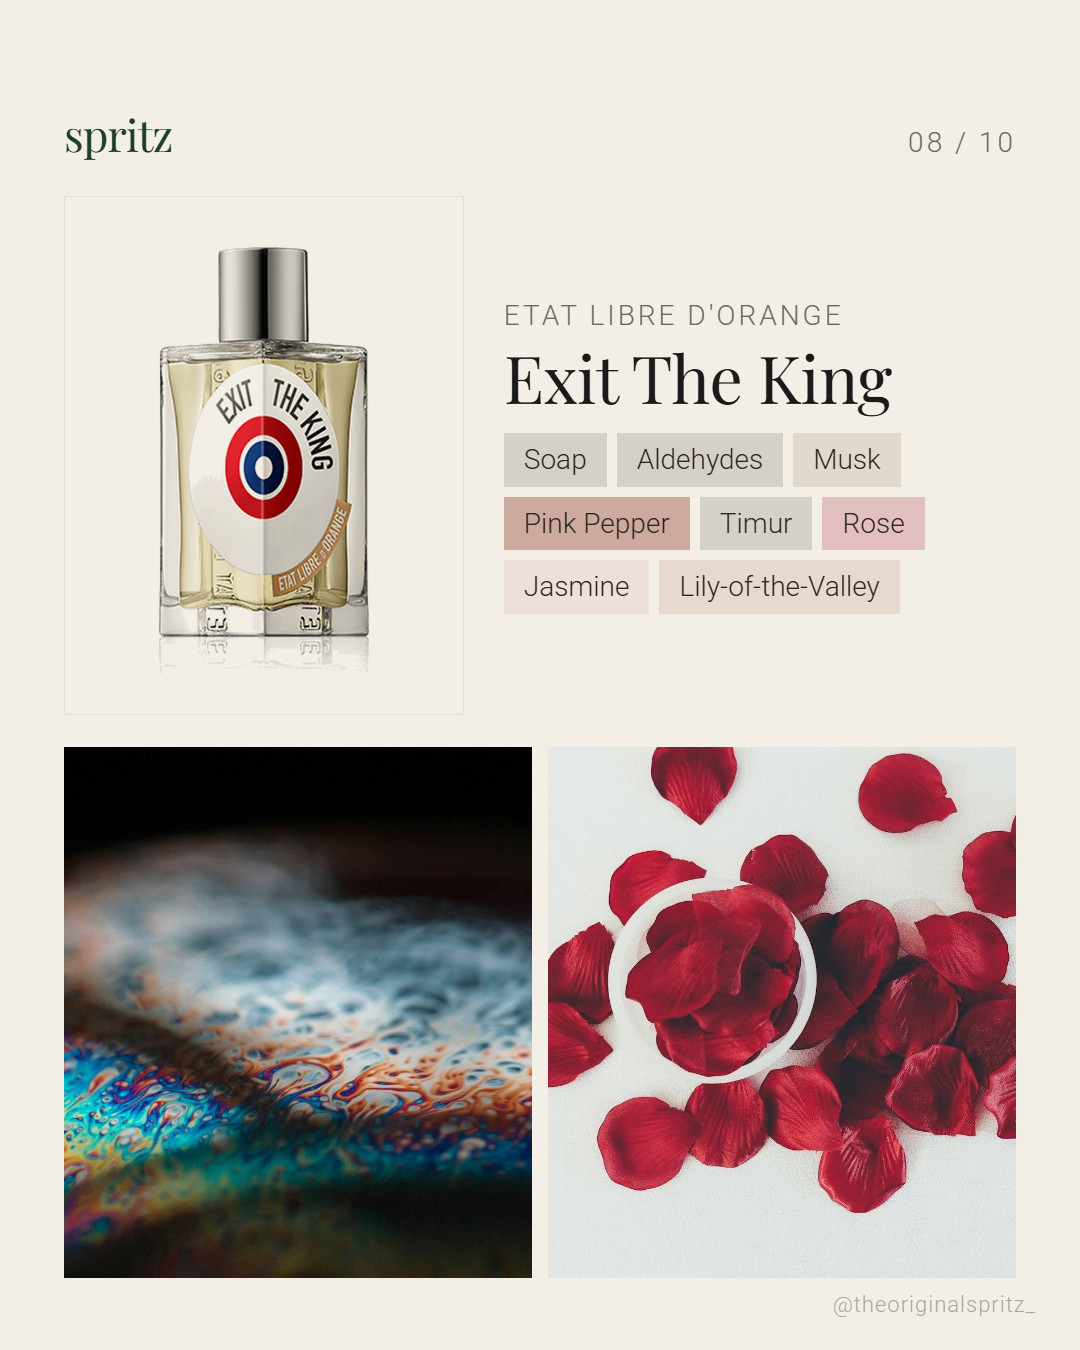 spritz
08 / 10
EXIT THE KING
ETAT LIBRE D'ORANGE
ETAT LIBRE D'ORANGE
Exit The King
Soap Aldehydes Musk
Pink Pepper Timur Rose
Jasmine Lily-of-the-Valley
@theoriginalspritz_